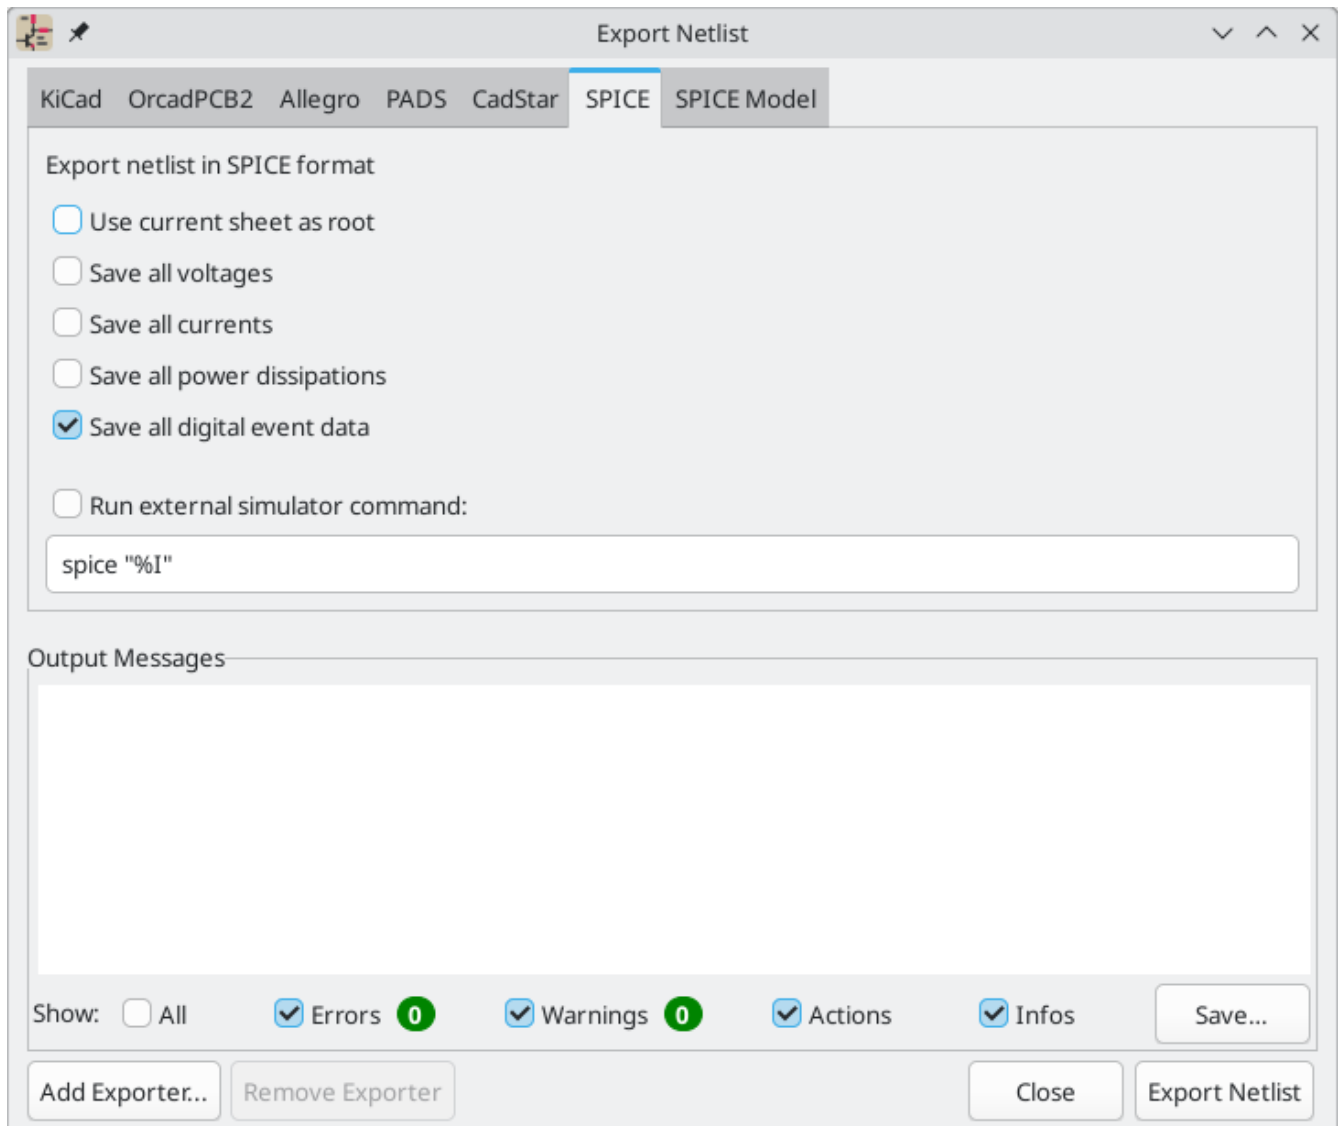 Export Netlist
KiCad OrcadPCB2 Allegro PADS CadStar SPICE SPICE Model
Export netlist in SPICE format
Use current sheet as root
Save all voltages
Save all currents
Save all power dissipations
Save all digital event data
Run external simulator command:
spice "%I"
Output Messages
Show: All Errors 0 Warnings 0 Actions Infos Save...
Add Exporter... Remove Exporter Close Export Netlist